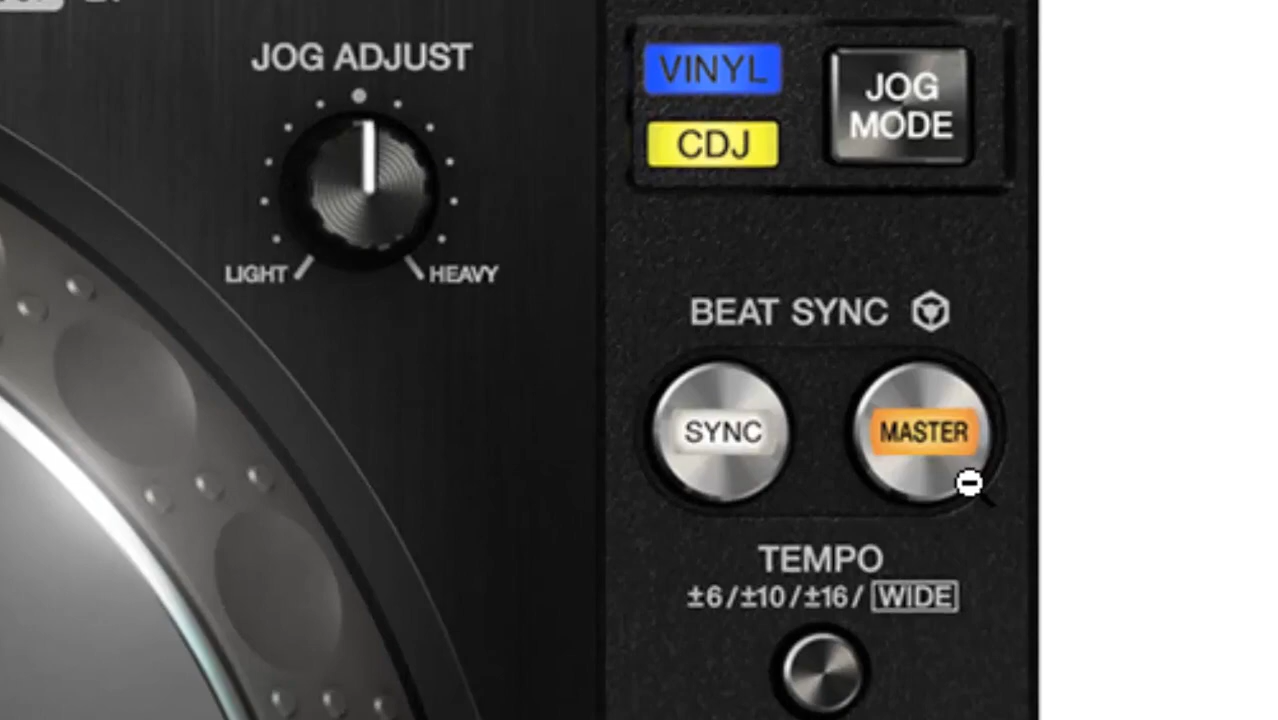 JOG ADJUST
LIGHT
HEAVY
VINYL
CDJ
JOG
MODE
BEAT SYNC
SYNC
MASTER
TEMPO
±6/±10/±16/ WIDE